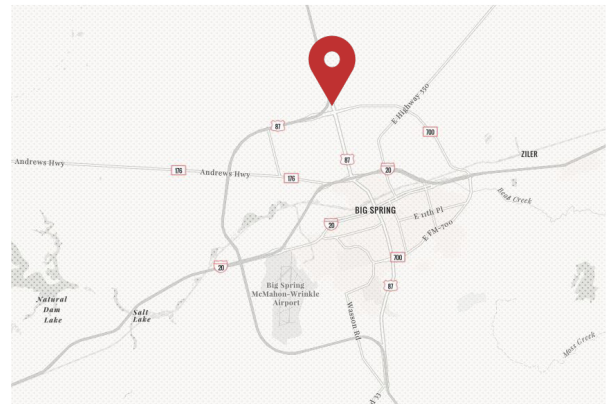 E Highway 350
87
700
Andrews Hwy
176
Andrews Hwy
87
20
ZILER
176
Beals Creek
BIG SPRING
E 11th Pl
20
E FM-700
700
20
Big Spring
McMahon-Wrinkle
Airport
87
Natural
Dam
Lake
Salt
Lake
Wasson Rd
Moss Creek